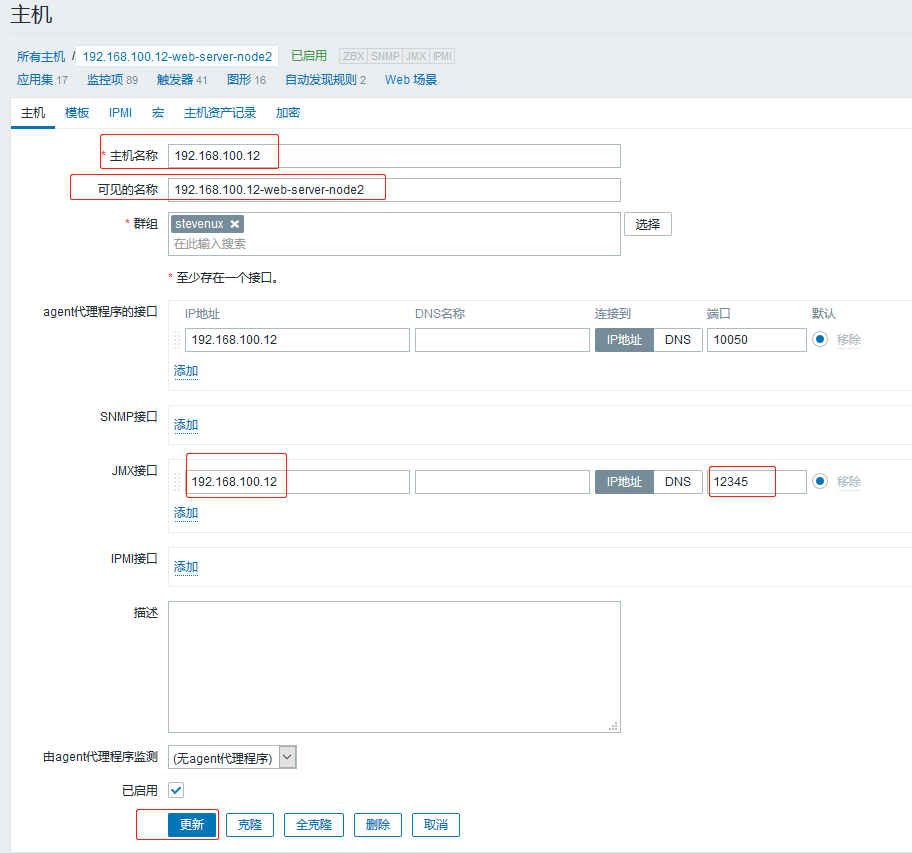 主机
所有主机 / 192.168.100.12-web-server-node2 已启用 ZBX SNMP JMX IPMI
应用集 17 监控项 89 触发器 41 图形 16 自动发现规则 2 Web 场景
主机 模板 IPMI 宏 主机资产记录 加密
* 主机名称 192.168.100.12
可见的名称 192.168.100.12-web-server-node2
* 群组 stevenux ✖ 选择
在此输入搜索
* 至少存在一个接口。
agent代理程序的接口 IP地址 DNS名称 连接到 端口 默认
192.168.100.12 IP地址 DNS 10050 移除
添加
SNMP接口 添加
JMX接口 192.168.100.12 IP地址 DNS 12345 移除
添加
IPMI接口 添加
描述
由agent代理程序监测 (无agent代理程序)
已启用
更新 克隆 全克隆 删除 取消